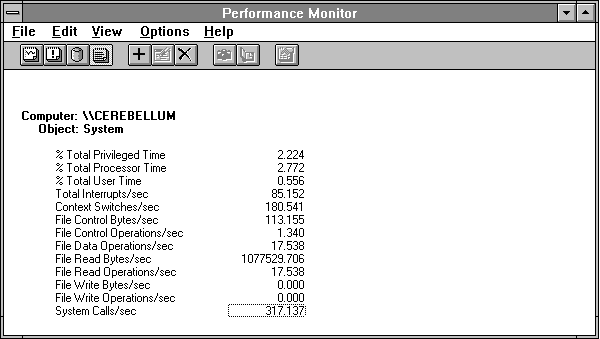 Performance Monitor
File Edit View Options Help
Computer: \\CEREBELLUM
Object: System
% Total Privileged Time 2.224
% Total Processor Time 2.772
% Total User Time 0.556
Total Interrupts/sec 85.152
Context Switches/sec 180.541
File Control Bytes/sec 113.155
File Control Operations/sec 1.340
File Data Operations/sec 17.538
File Read Bytes/sec 1077529.706
File Read Operations/sec 17.538
File Write Bytes/sec 0.000
File Write Operations/sec 0.000
System Calls/sec 317.137